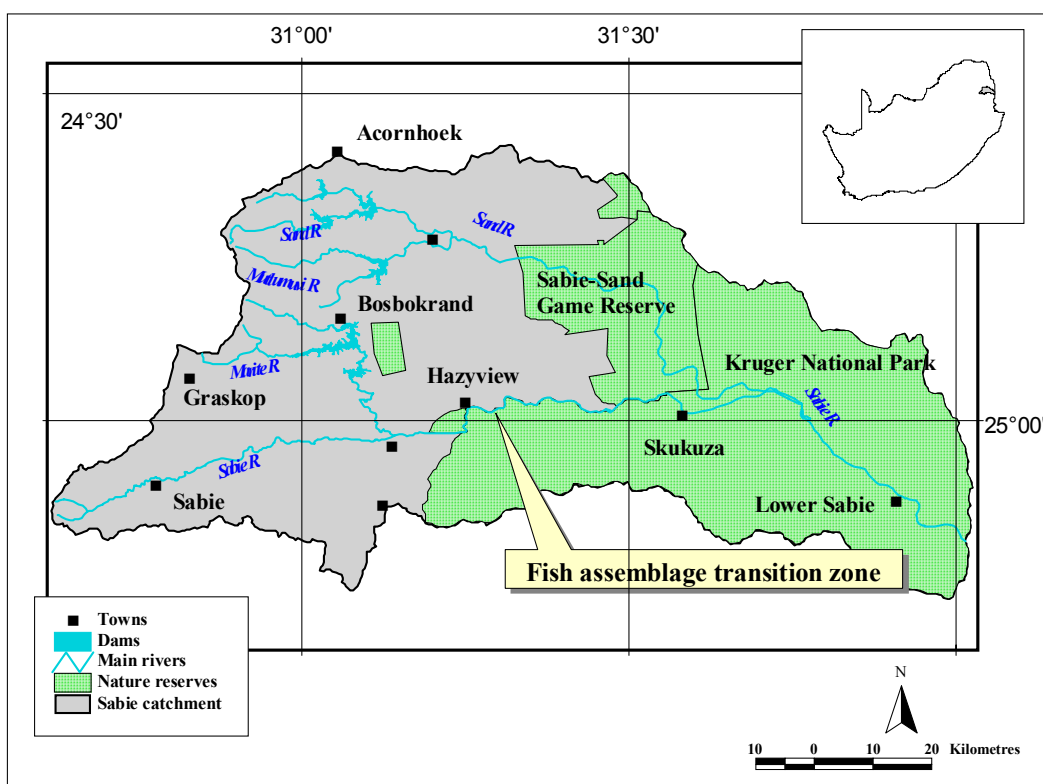 31°00'
31°30'
24°30'
Acornhoek
Sand R
Sand R
Sabie-Sand
Game Reserve
Bosbokrand
Kruger National Park
Marite R
Hazyview
Graskop
Sabie R
25°00'
Skukuza
Sabie R
Sabie
Lower Sabie
Fish assemblage transition zone
Towns
Dams
Main rivers
Nature reserves
Sabie catchment
N
10 0 10 20 Kilometres